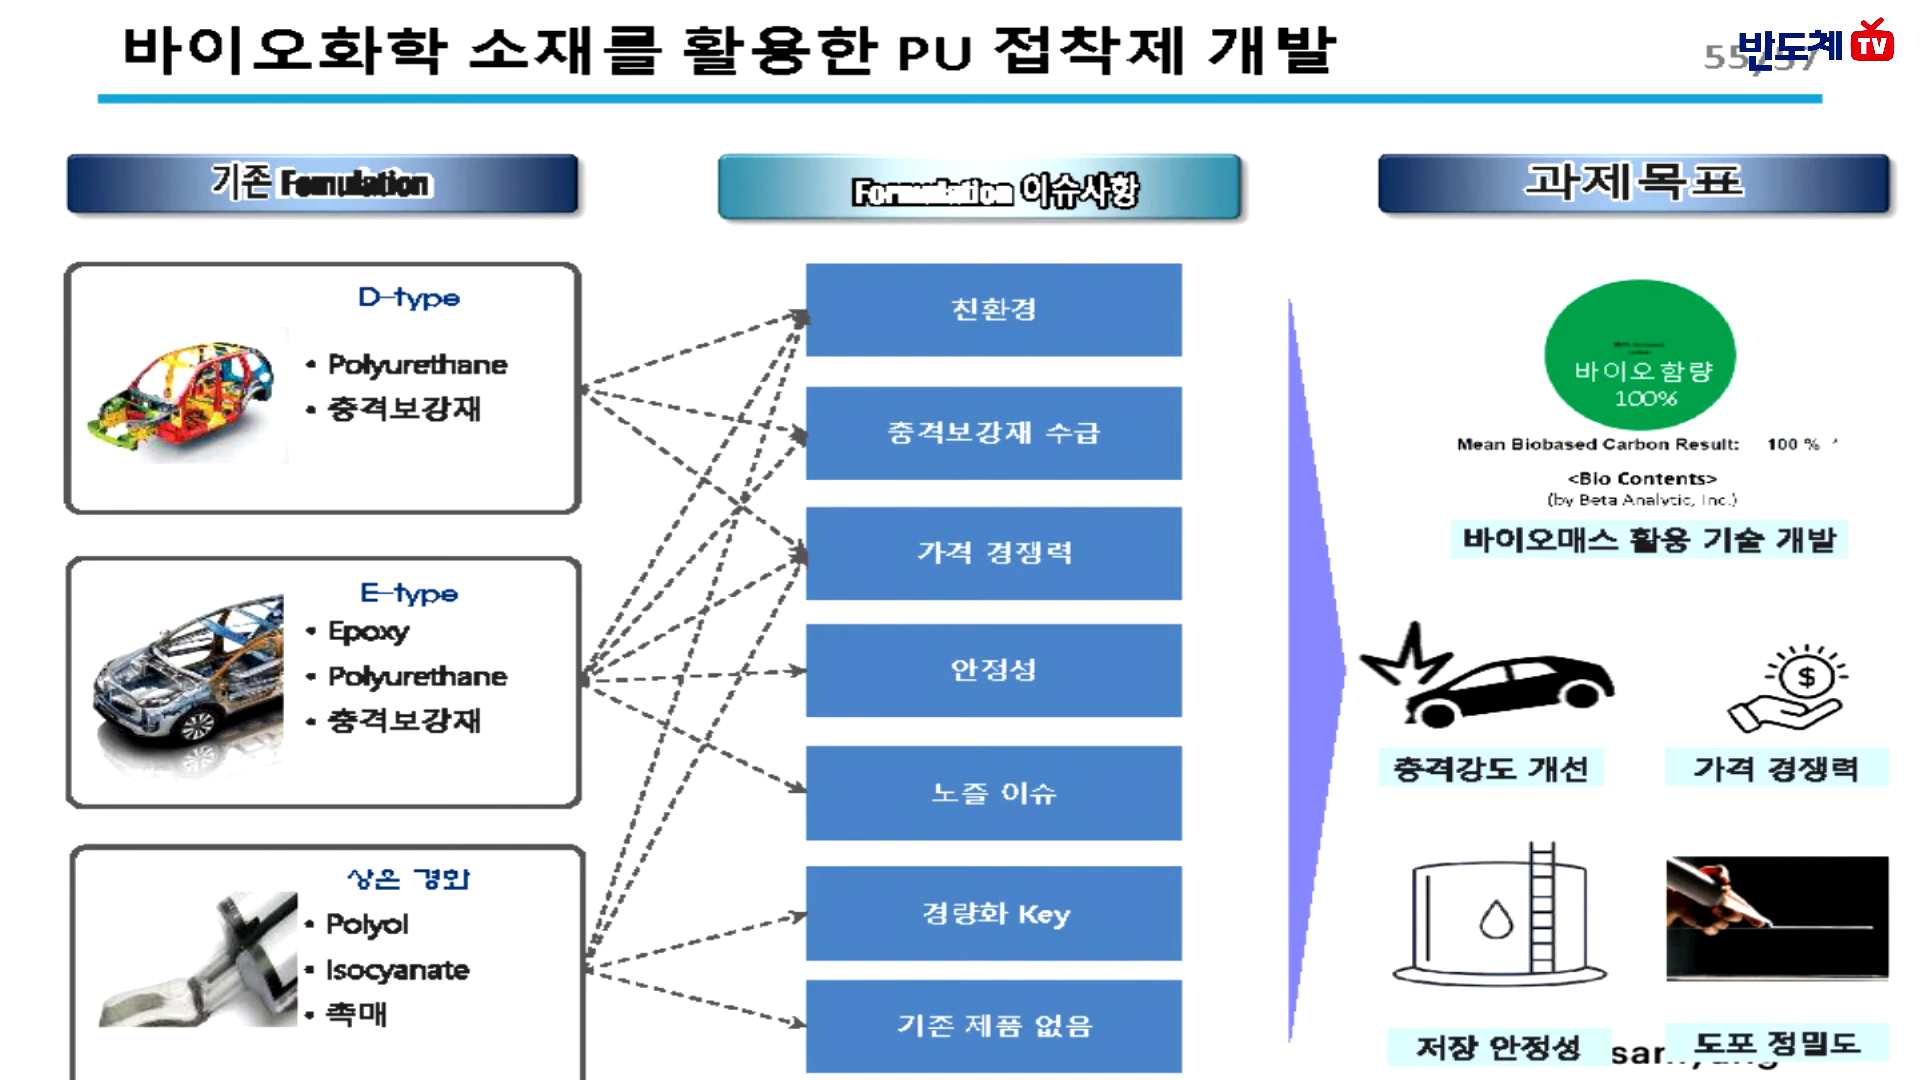 바이오화학 소재를 활용한 PU 접착제 개발
반도체 TV
기존 Formulation
Formulation 이슈사황
과제목표
D-type
• Polyurethane
• 충격보강재
E-type
• Epoxy
• Polyurethane
• 충격보강재
상온 경화
• Polyol
• Isocyanate
• 촉매
친환경
충격보강재 수급
가격 경쟁력
안정성
노즐 이슈
경량화 Key
기존 제품 없음
바이오함량
100%
Mean Biobased Carbon Result: 100 %
<Bio Contents>
(by Beta Analytic, Inc.)
바이오매스 활용 기술 개발
충격강도 개선
가격 경쟁력
저장 안정성
도포 정밀도